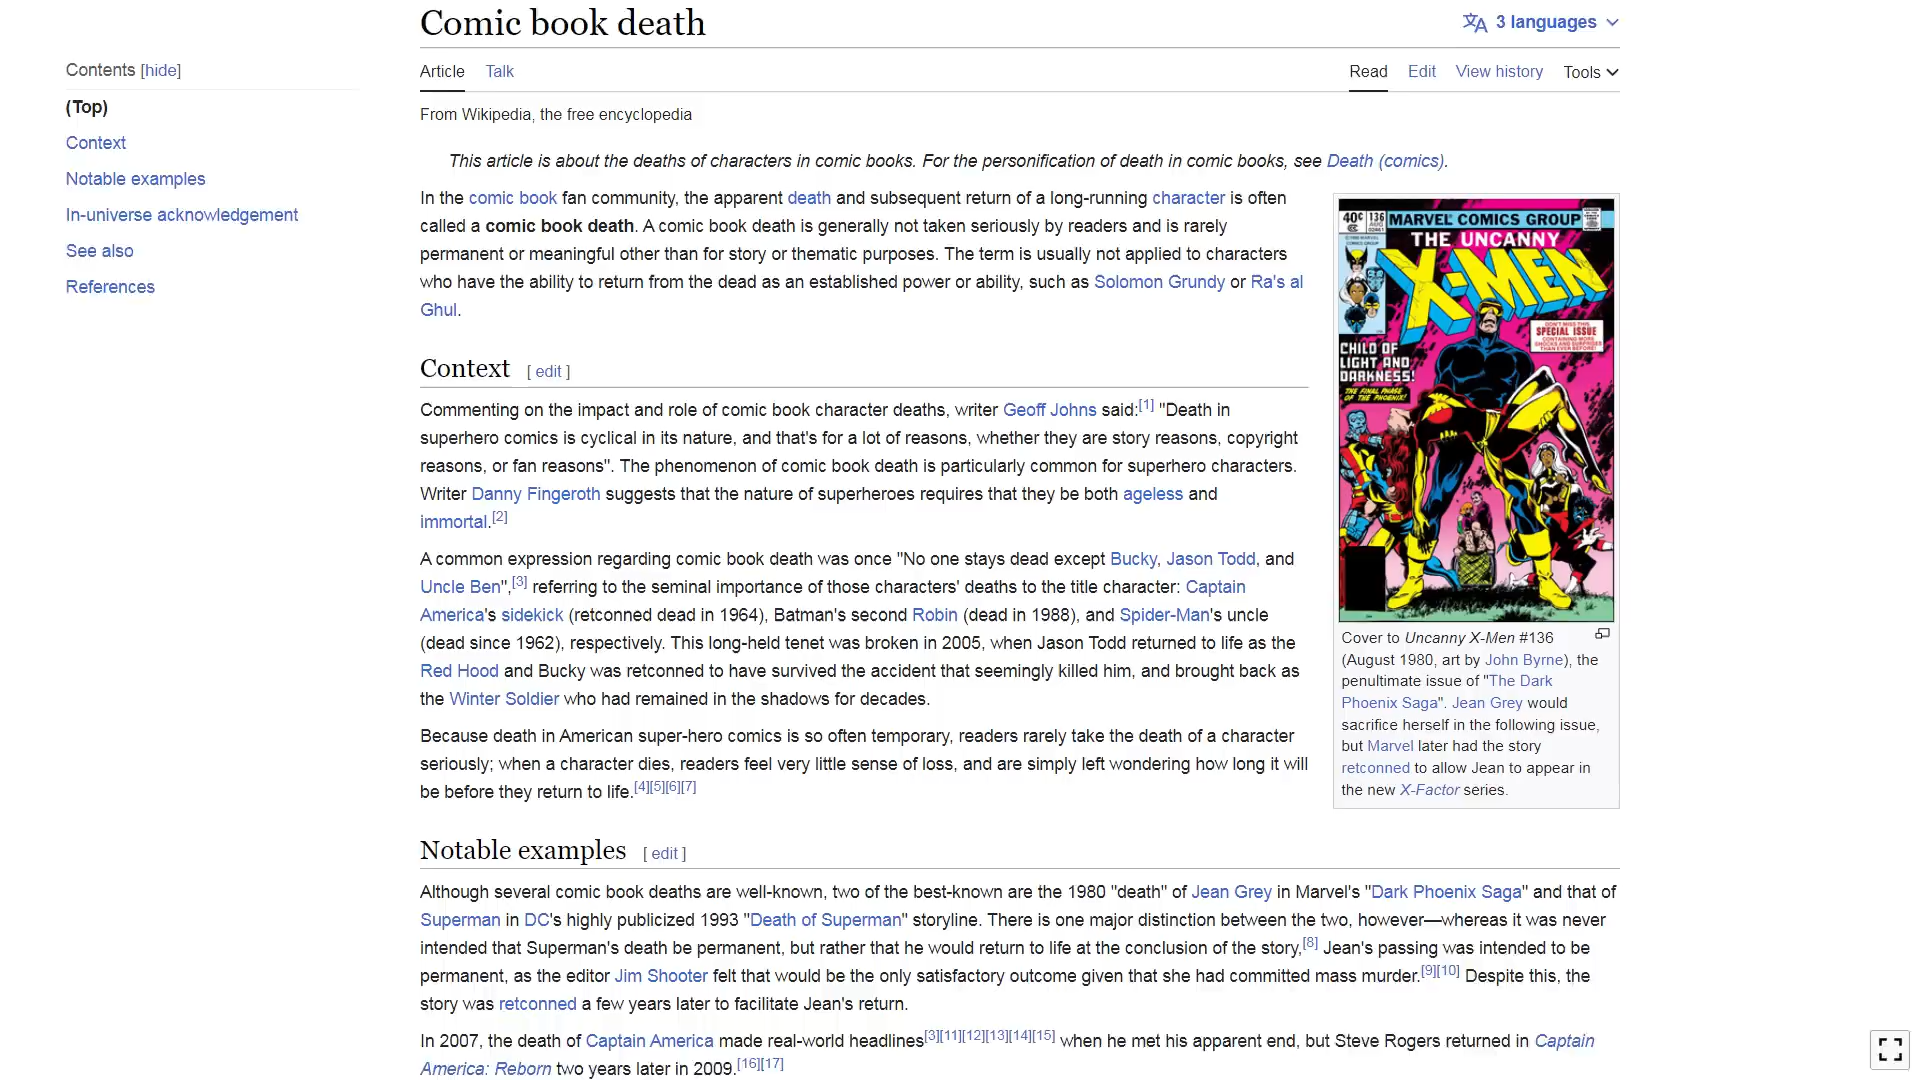 Comic book death
3 languages
Contents [hide]
(Top)
Context
Notable examples
In-universe acknowledgement
See also
References
Article Talk
Read Edit View history Tools
From Wikipedia, the free encyclopedia
This article is about the deaths of characters in comic books. For the personification of death in comic books, see Death (comics).
In the comic book fan community, the apparent death and subsequent return of a long-running character is often
called a comic book death. A comic book death is generally not taken seriously by readers and is rarely
permanent or meaningful other than for story or thematic purposes. The term is usually not applied to characters
who have the ability to return from the dead as an established power or ability, such as Solomon Grundy or Ra's al
Ghul.
Context [ edit ]
Commenting on the impact and role of comic book character deaths, writer Geoff Johns said:[1] "Death in
superhero comics is cyclical in its nature, and that's for a lot of reasons, whether they are story reasons, copyright
reasons, or fan reasons". The phenomenon of comic book death is particularly common for superhero characters.
Writer Danny Fingeroth suggests that the nature of superheroes requires that they be both ageless and
immortal.[2]
A common expression regarding comic book death was once "No one stays dead except Bucky, Jason Todd, and
Uncle Ben",[3] referring to the seminal importance of those characters' deaths to the title character: Captain
America's sidekick (retconned dead in 1964), Batman's second Robin (dead in 1988), and Spider-Man's uncle
(dead since 1962), respectively. This long-held tenet was broken in 2005, when Jason Todd returned to life as the
Red Hood and Bucky was retconned to have survived the accident that seemingly killed him, and brought back as
the Winter Soldier who had remained in the shadows for decades.
Because death in American super-hero comics is so often temporary, readers rarely take the death of a character
seriously; when a character dies, readers feel very little sense of loss, and are simply left wondering how long it will
be before they return to life.[4][5][6][7]
40¢ 136 MARVEL COMICS GROUP
THE UNCANNY
X-MEN
DON'T MISS THIS
SPECIAL ISSUE
CONTAINING MORE
SHOCKS AND SURPRISES
THAN EVER BEFORE!
CHILD OF
LIGHT AND
DARKNESS!
THE FINAL PHASE
OF THE PHOENIX!
Cover to Uncanny X-Men #136
(August 1980, art by John Byrne), the
penultimate issue of "The Dark
Phoenix Saga". Jean Grey would
sacrifice herself in the following issue,
but Marvel later had the story
retconned to allow Jean to appear in
the new X-Factor series.
Notable examples [ edit ]
Although several comic book deaths are well-known, two of the best-known are the 1980 "death" of Jean Grey in Marvel's "Dark Phoenix Saga" and that of
Superman in DC's highly publicized 1993 "Death of Superman" storyline. There is one major distinction between the two, however—whereas it was never
intended that Superman's death be permanent, but rather that he would return to life at the conclusion of the story,[8] Jean's passing was intended to be
permanent, as the editor Jim Shooter felt that would be the only satisfactory outcome given that she had committed mass murder.[9][10] Despite this, the
story was retconned a few years later to facilitate Jean's return.
In 2007, the death of Captain America made real-world headlines[3][11][12][13][14][15] when he met his apparent end, but Steve Rogers returned in Captain
America: Reborn two years later in 2009.[16][17]